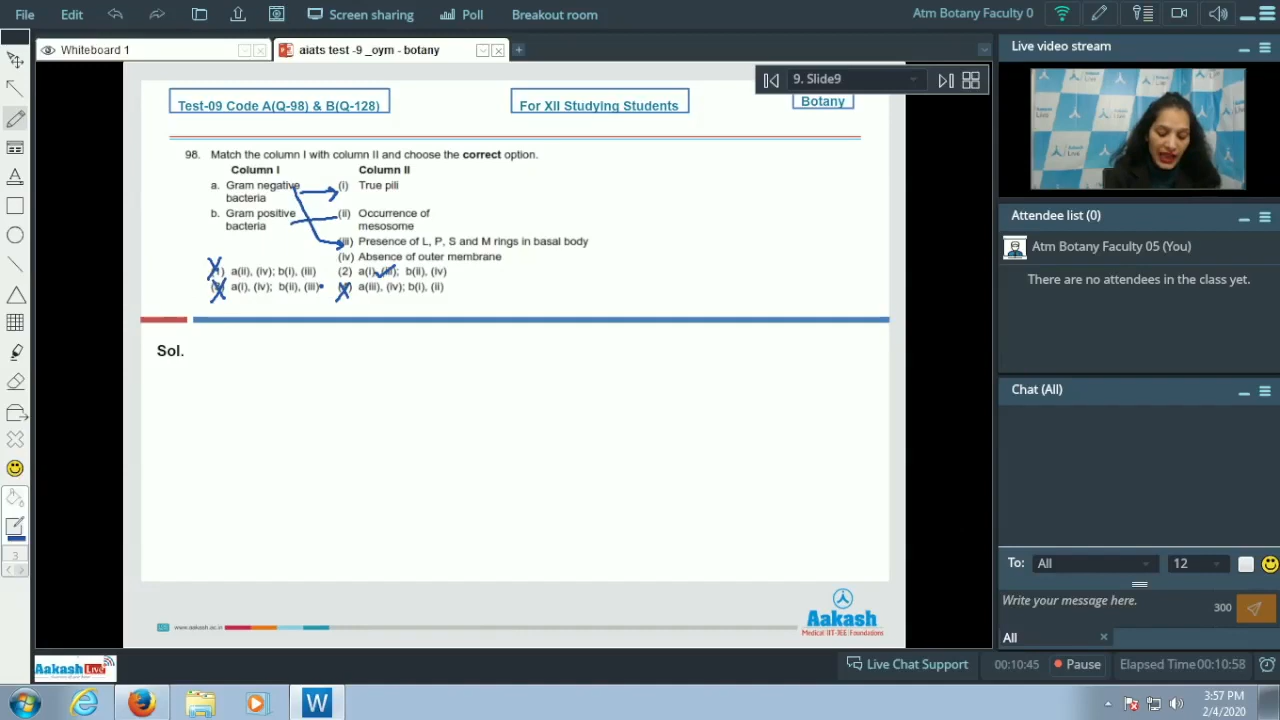 File Edit Screen sharing Poll Breakout room Atm Botany Faculty 0
Whiteboard 1 aiats test -9 _oym - botany
Live video stream
9. Slide9
Test-09 Code A(Q-98) & B(Q-128) For XII Studying Students Botany
98. Match the column I with column II and choose the correct option.
Column I Column II
a. Gram negative (i) True pili
bacteria
b. Gram positive (ii) Occurrence of
bacteria mesosome
(iii) Presence of L, P, S and M rings in basal body
(iv) Absence of outer membrane
a(ii), (iv); b(i), (iii) (2) a(i), (iii); b(ii), (iv)
a(i), (iv); b(ii), (iii) a(iii), (iv); b(i), (ii)
Sol.
Attendee list (0)
Atm Botany Faculty 05 (You)
There are no attendees in the class yet.
Chat (All)
To: All 12
Write your message here. 300
All
3
www.aakash.ac.in
Aakash
Medical|IIT-JEE|Foundations
Aakash Live
Live Chat Support 00:10:45 Pause Elapsed Time 00:10:58
3:57 PM
2/4/2020